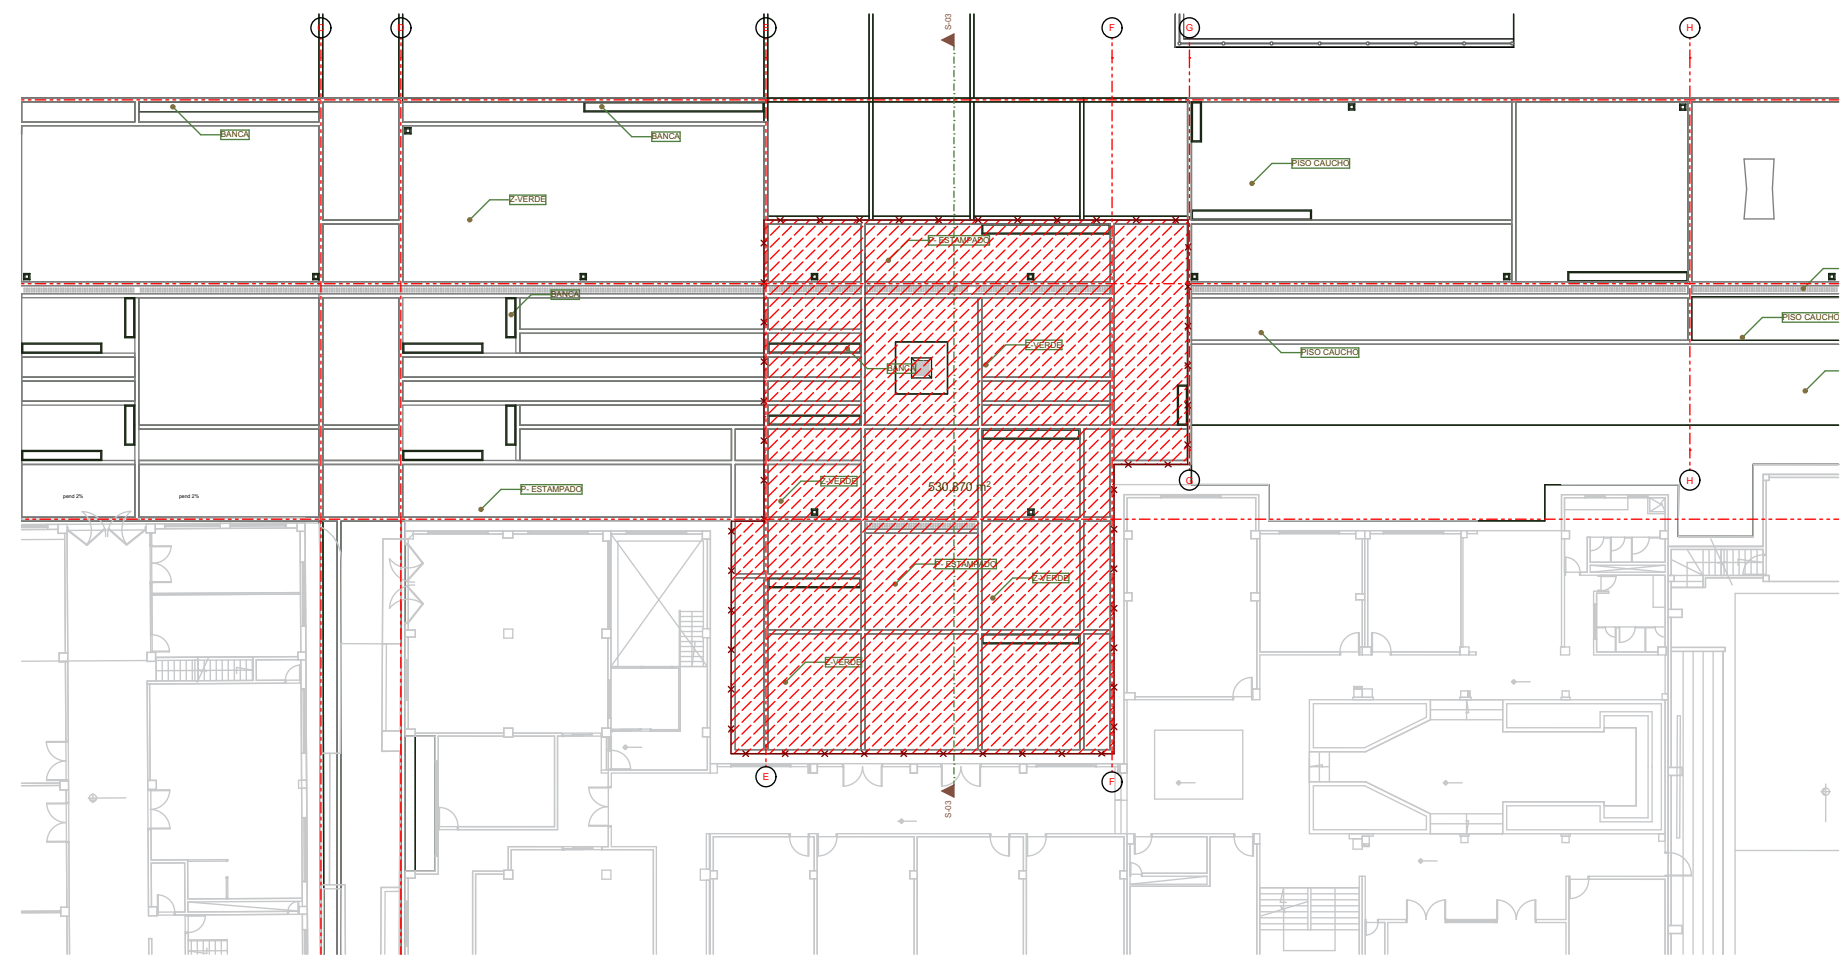 C D E S-03 F G H
BANCA
BANCA
PISO CAUCHO
Z-VERDE
P- ESTAMPADO
BANCA
PISO CAUCHO
Z-VERDE
PISO CAUCHO
BANCA
Z-VERDE
530,870 m²
G H
P- ESTAMPADO
pend 2% pend 2%
P- ESTAMPADO
Z-VERDE
Z-VERDE
E F
S-03